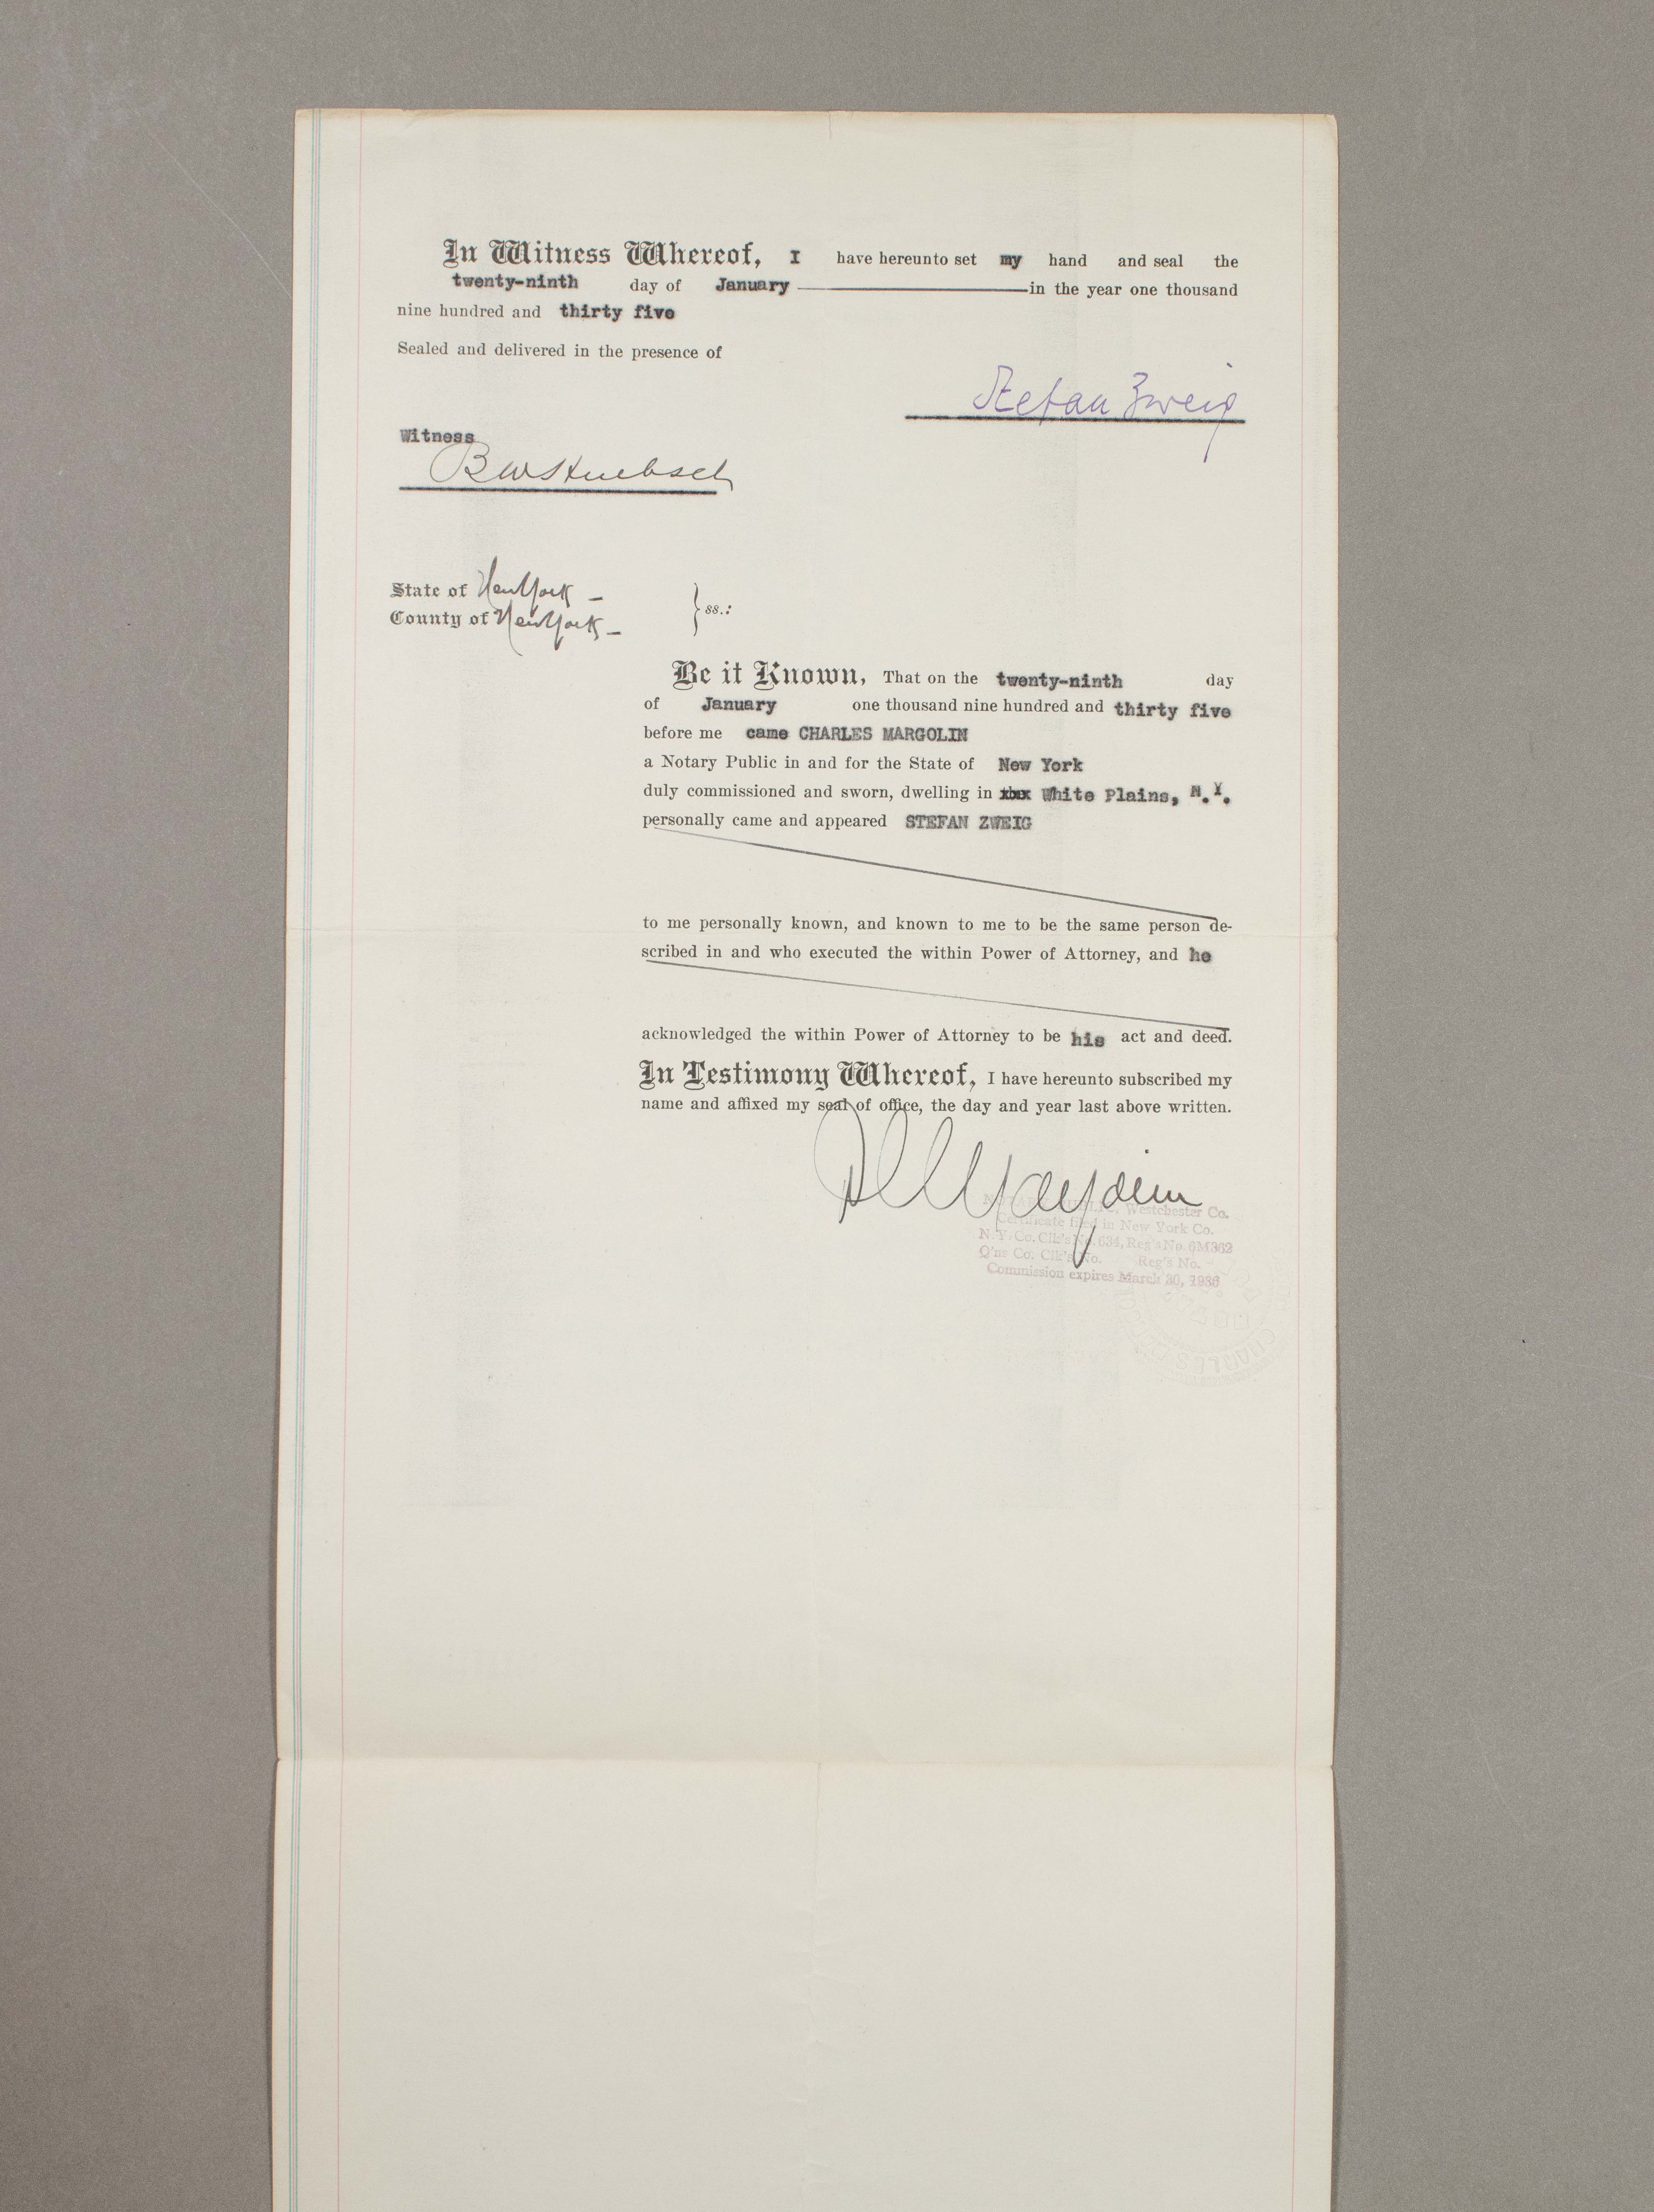 In Witness Whereof, I have hereunto set my hand and seal the
twenty-ninth day of January in the year one thousand
nine hundred and thirty five
Sealed and delivered in the presence of
Stefan Zweig
Witness
B W Huebsch
State of New York
County of New York
ss.:
Be it Known, That on the twenty-ninth day
of January one thousand nine hundred and thirty five
before me came CHARLES MARGOLIN
a Notary Public in and for the State of New York
duly commissioned and sworn, dwelling in xxxx White Plains, N.Y.
personally came and appeared STEFAN ZWEIG
to me personally known, and known to me to be the same person de-
scribed in and who executed the within Power of Attorney, and he
acknowledged the within Power of Attorney to be his act and deed.
In Testimony Whereof, I have hereunto subscribed my
name and affixed my seal of office, the day and year last above written.
Westchester Co.
Certificate filed in New York Co.
N.Y. Co. Clk's No. 634, Reg's No. 6M362
Q'ns Co. Clk's No. Reg's No.
Commission expires March 30, 1936
CHARLES